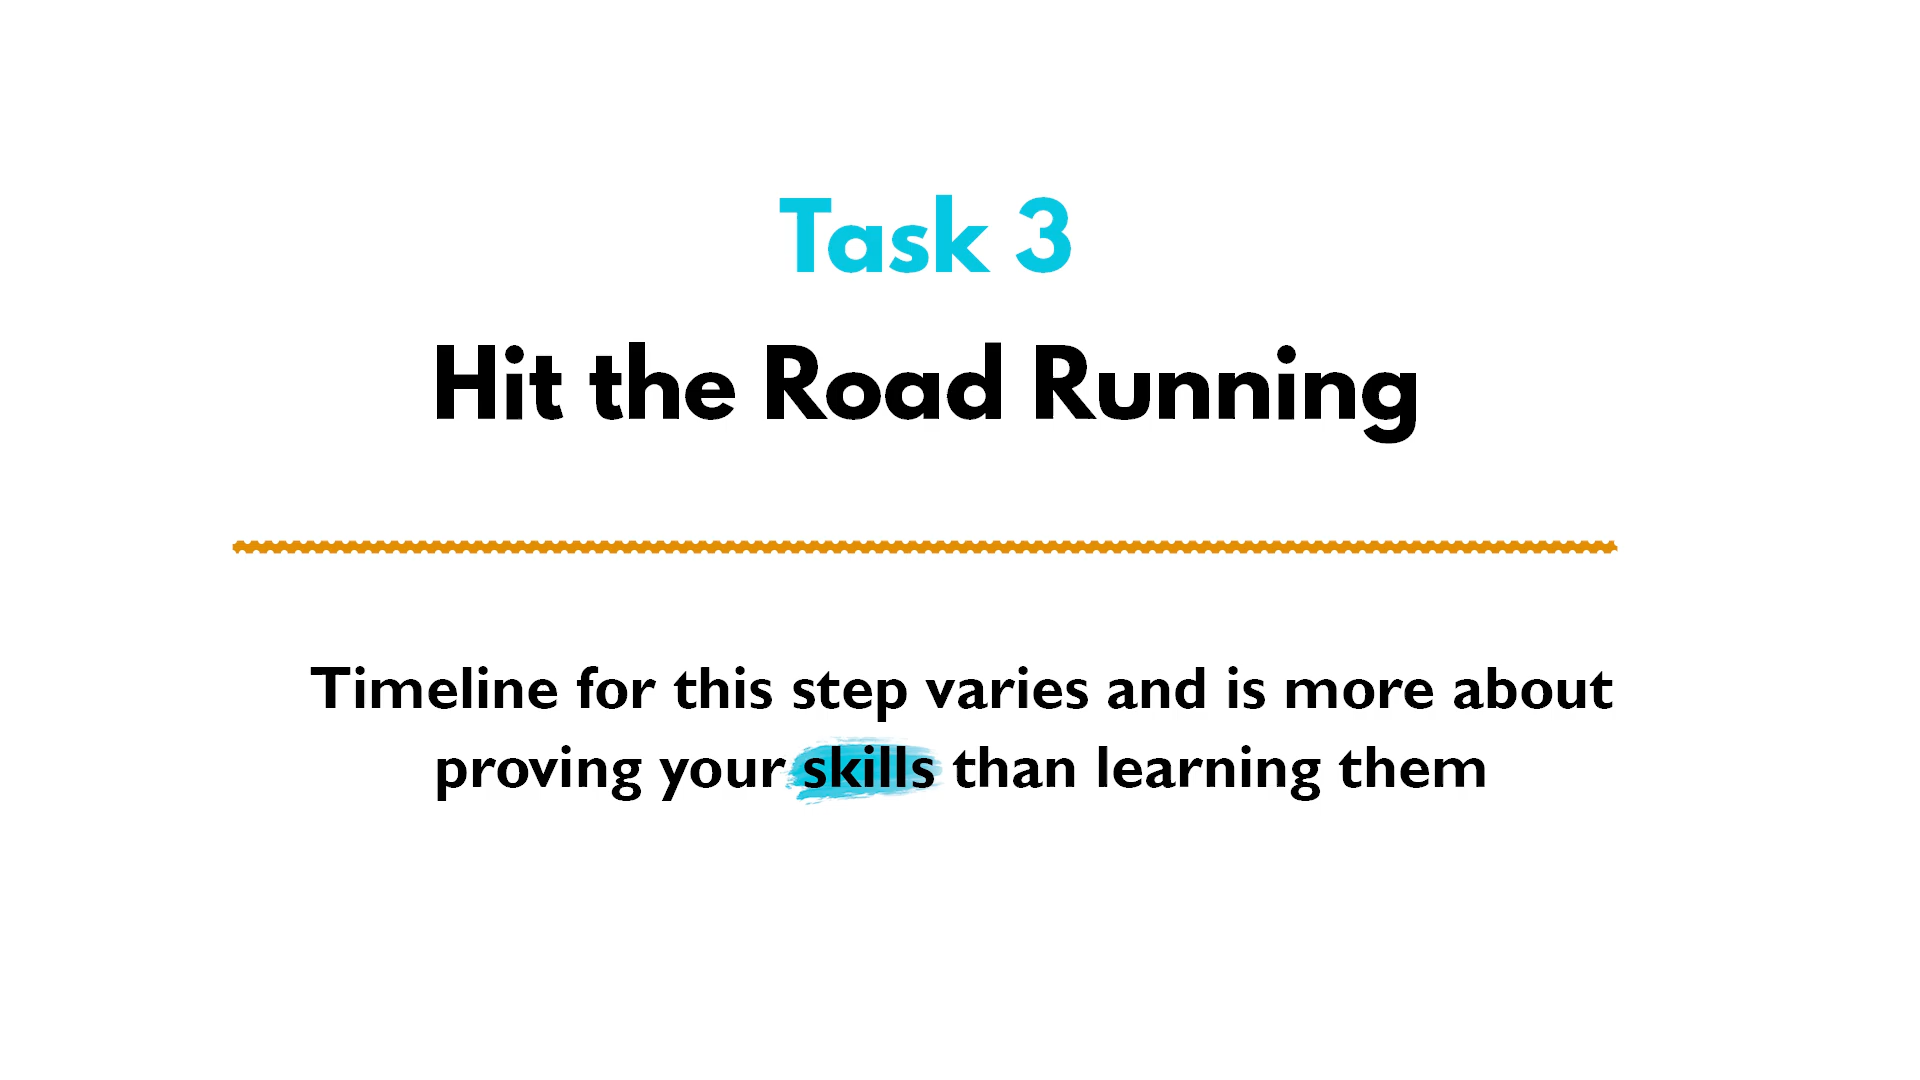 Task 3
Hit the Road Running
Timeline for this step varies and is more about
proving your skills than learning them